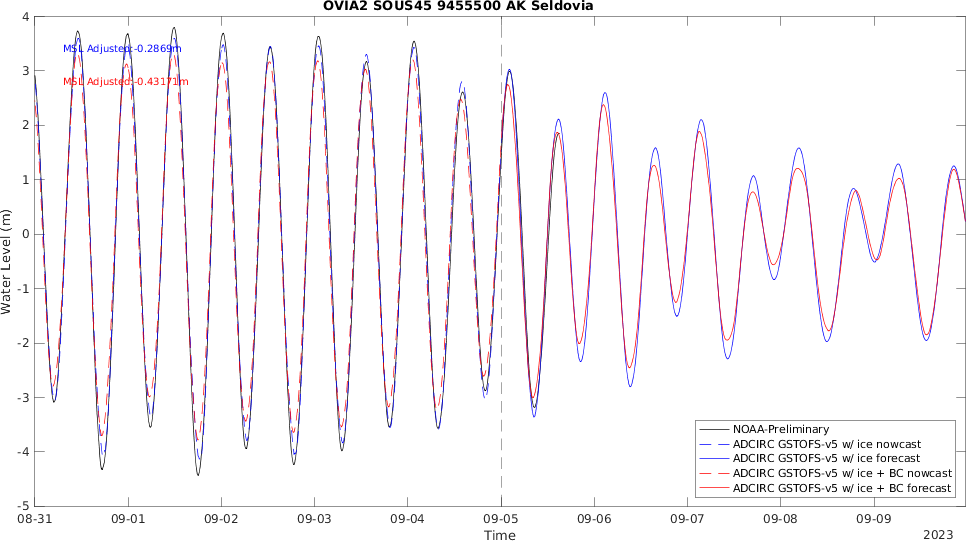 OVIA2 SOUS45 9455500 AK Seldovia
MSL Adjusted:-0.2869m
MSL Adjusted:-0.43171m
Water Level (m)
4
3
2
1
0
-1
-2
-3
-4
-5
NOAA-Preliminary
ADCIRC GSTOFS-v5 w/ ice nowcast
ADCIRC GSTOFS-v5 w/ ice forecast
ADCIRC GSTOFS-v5 w/ ice + BC nowcast
ADCIRC GSTOFS-v5 w/ ice + BC forecast
08-31 09-01 09-02 09-03 09-04 09-05 09-06 09-07 09-08 09-09
Time
2023